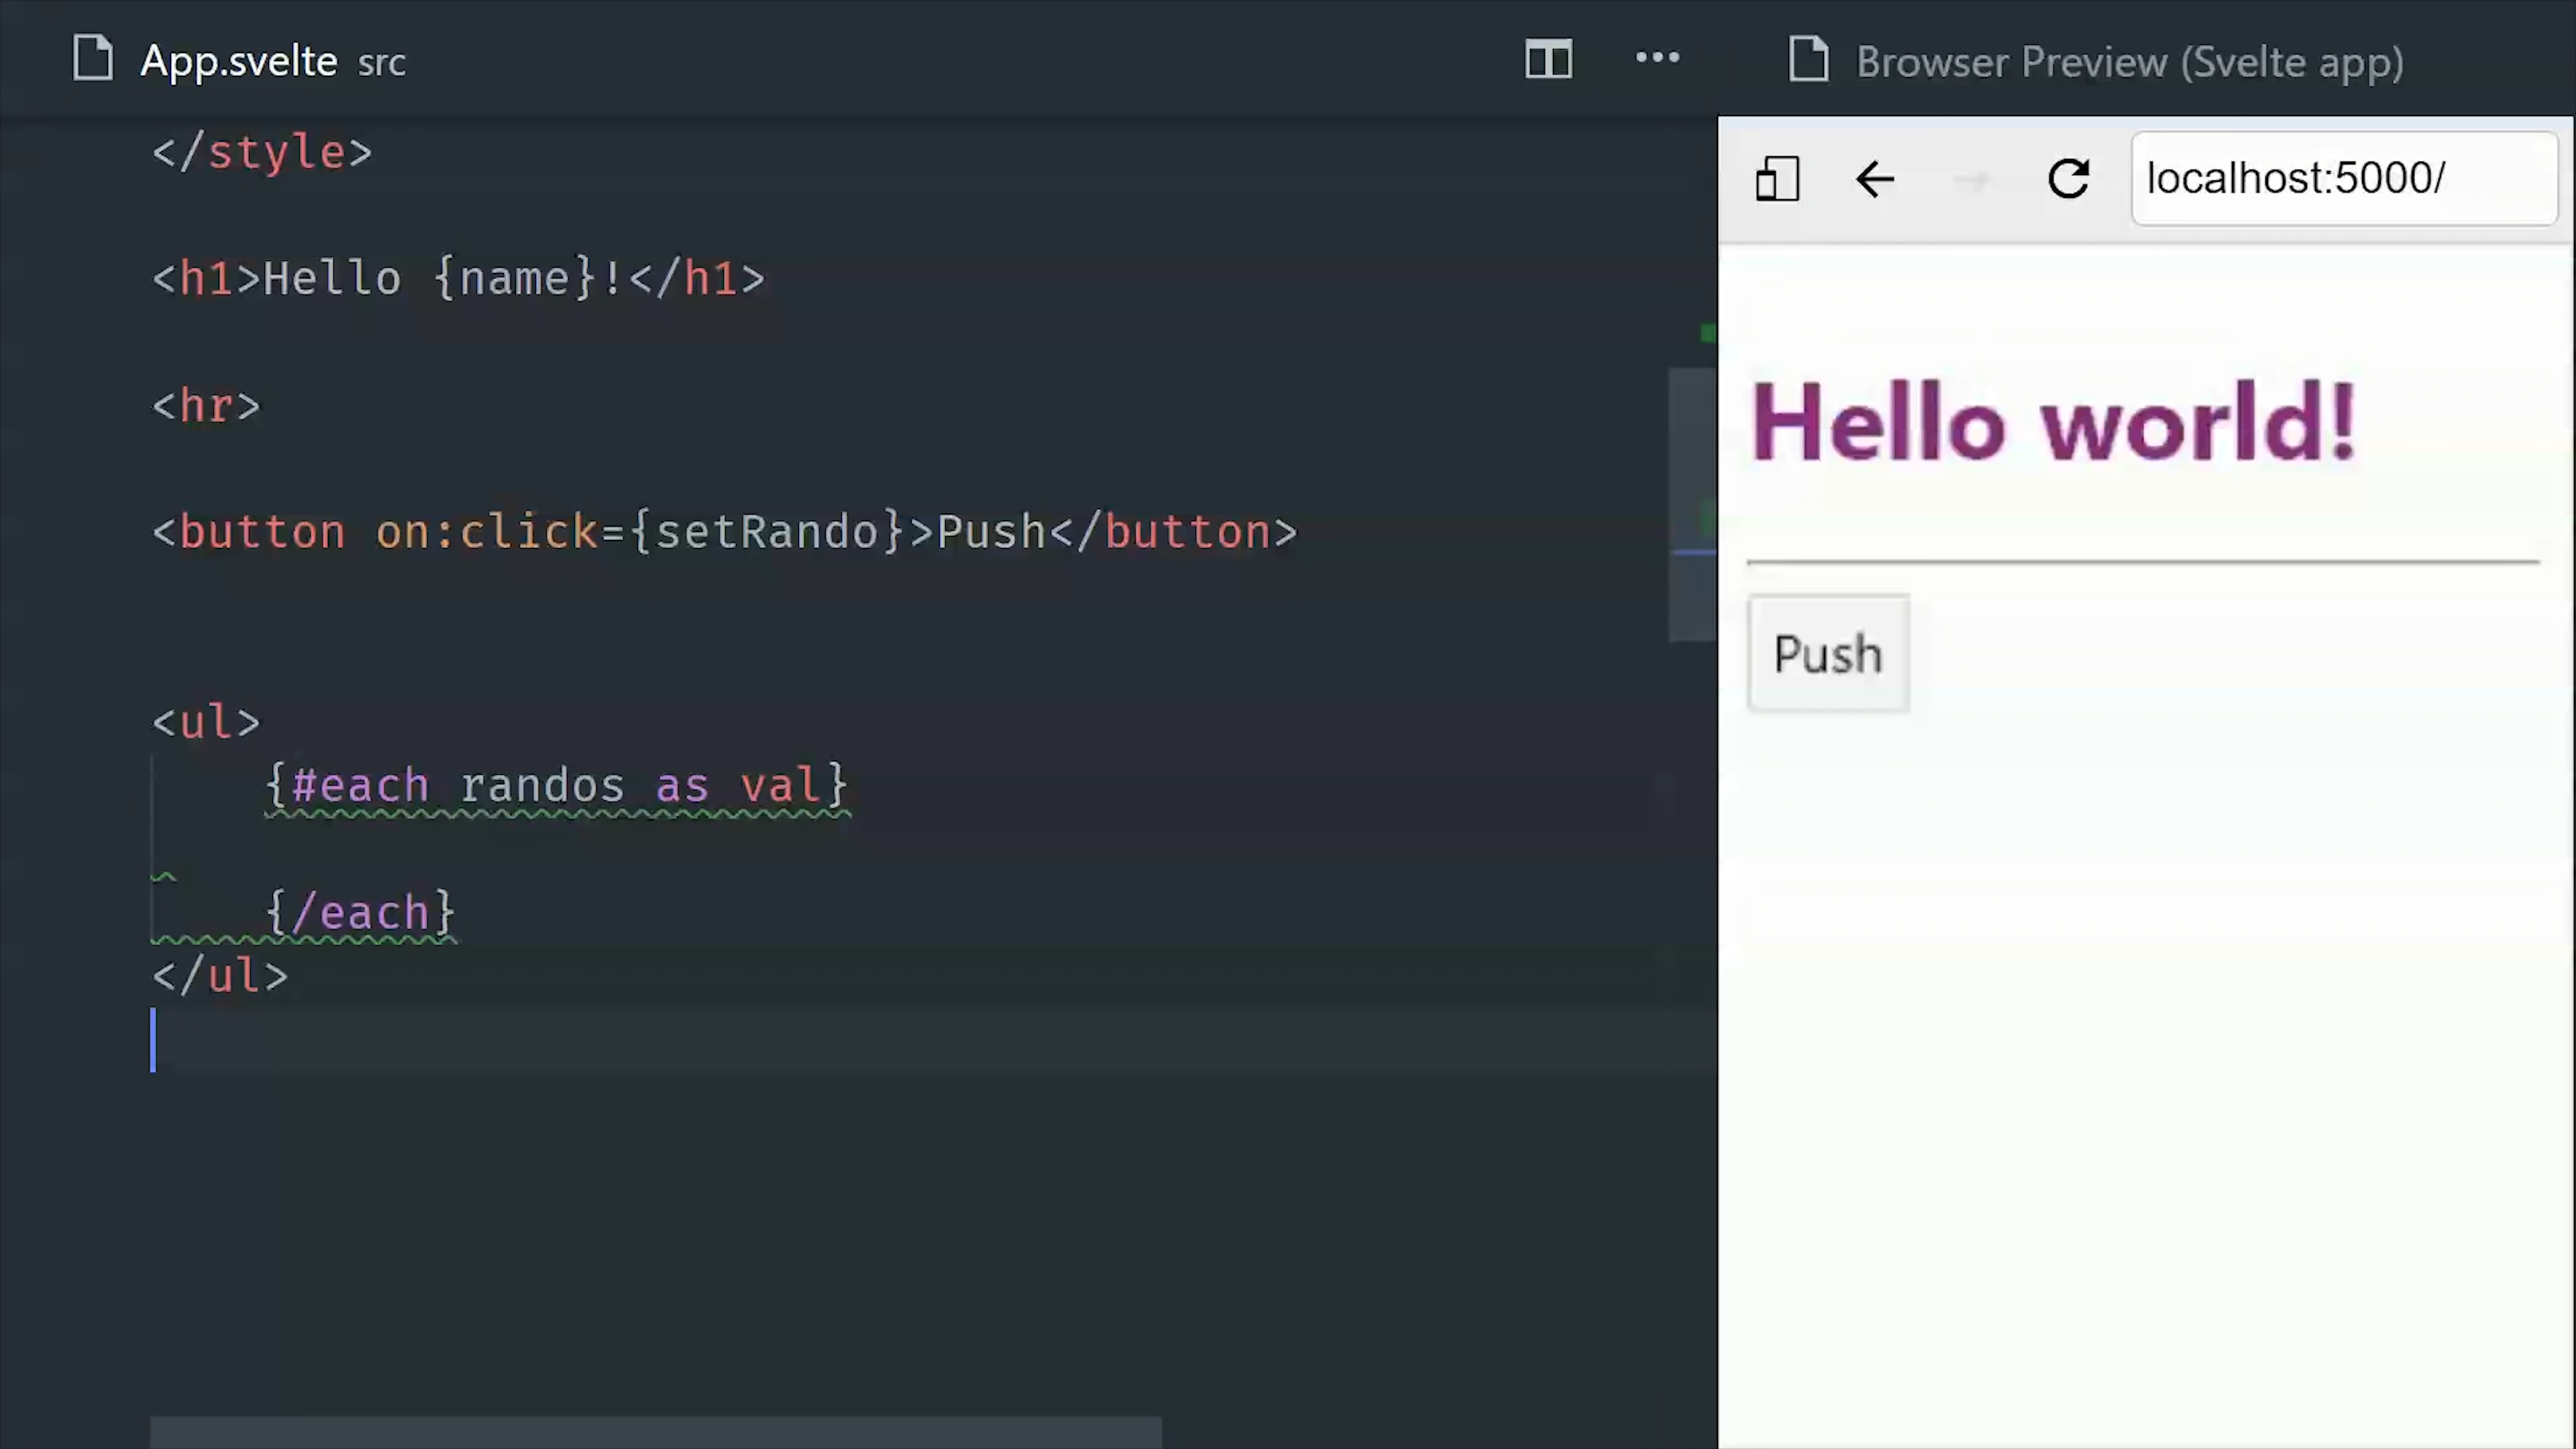 App.svelte src
Browser Preview (Svelte app)
localhost:5000/
</style>
<h1>Hello {name}!</h1>
<hr>
<button on:click={setRando}>Push</button>
<ul>
{#each randos as val}
{/each}
</ul>
Hello world!
Push